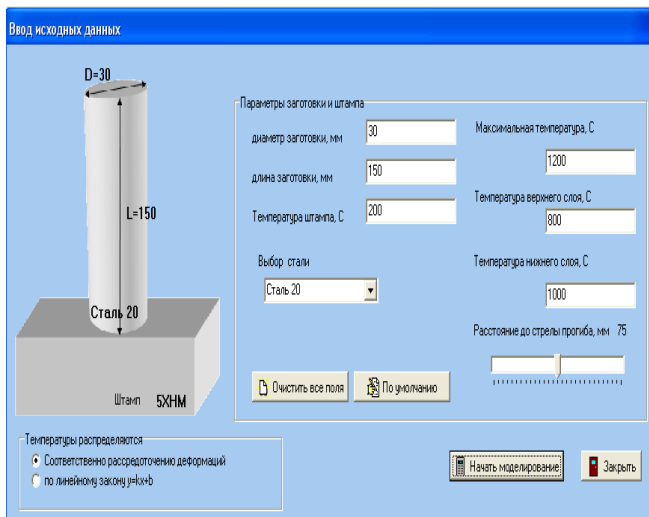 Ввод исходных данных
D=30
L=150
Сталь 20
Штамп 5ХНМ
Параметры заготовки и штампа
диаметр заготовки, мм 30
длина заготовки, мм 150
Температура штампа, С 200
Выбор стали
Сталь 20
Максимальная температура, С
1200
Температура верхнего слоя, С
800
Температура нижнего слоя, С
1000
Расстояние до стрелы прогиба, мм 75
Очистить все поля
По умолчанию
Температуры распределяются
Соответственно рассредоточению деформаций
по линейному закону y=kx+b
Начать моделирование
Закрыть